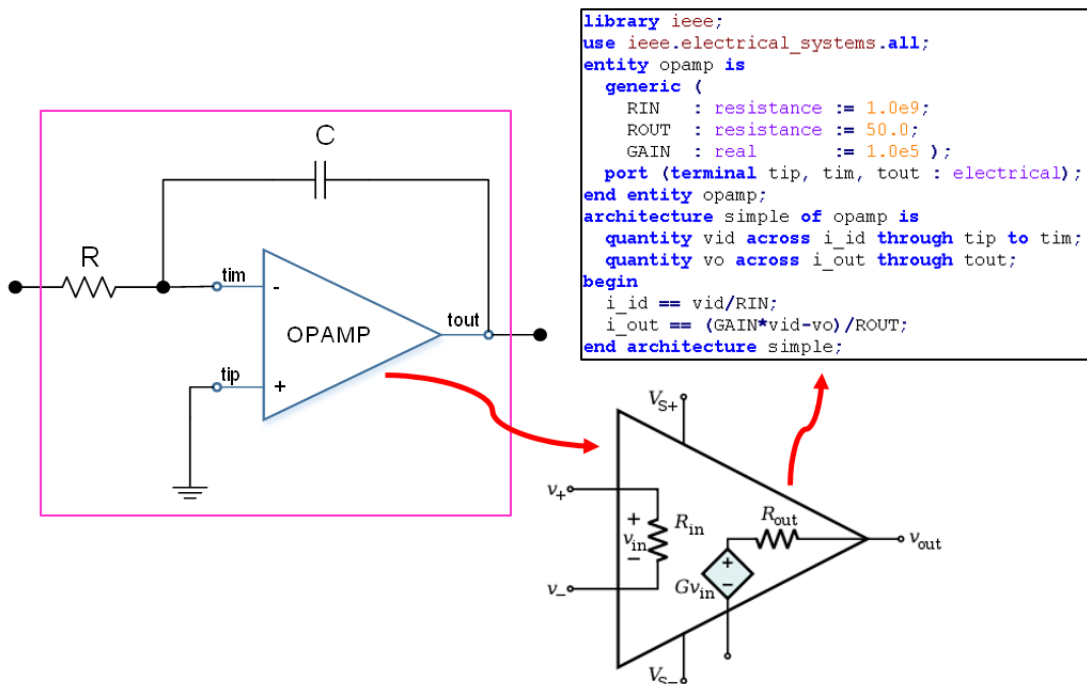 C
R
tim
-
OPAMP
tout
tip
+
library ieee;
use ieee.electrical_systems.all;
entity opamp is
generic (
RIN : resistance := 1.0e9;
ROUT : resistance := 50.0;
GAIN : real := 1.0e5 );
port (terminal tip, tim, tout : electrical);
end entity opamp;
architecture simple of opamp is
quantity vid across i_id through tip to tim;
quantity vo across i_out through tout;
begin
i_id == vid/RIN;
i_out == (GAIN*vid-vo)/ROUT;
end architecture simple;
VS+
v+
+
vin
−
Rin
Rout
vout
+
−
Gvin
v−
VS−